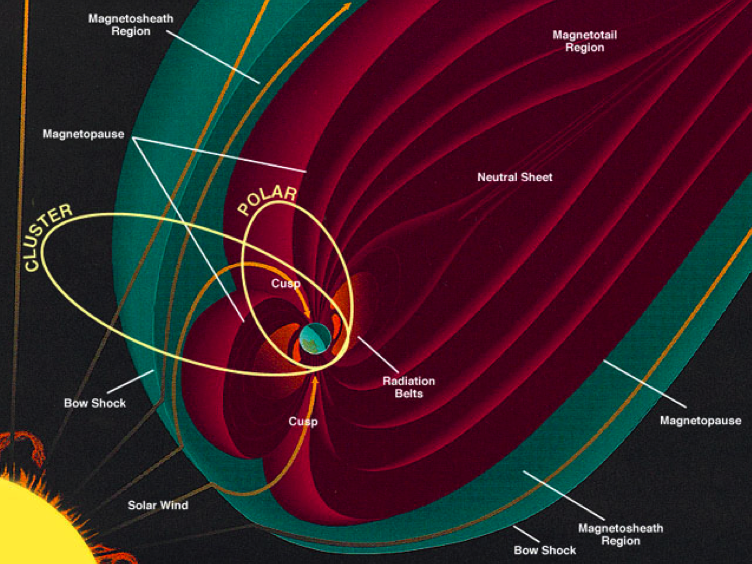 Magnetosheath
Region
Magnetotail
Region
Magnetopause
Neutral Sheet
POLAR
CLUSTER
Cusp
Radiation
Belts
Bow Shock
Cusp
Magnetopause
Solar Wind
Magnetosheath
Region
Bow Shock